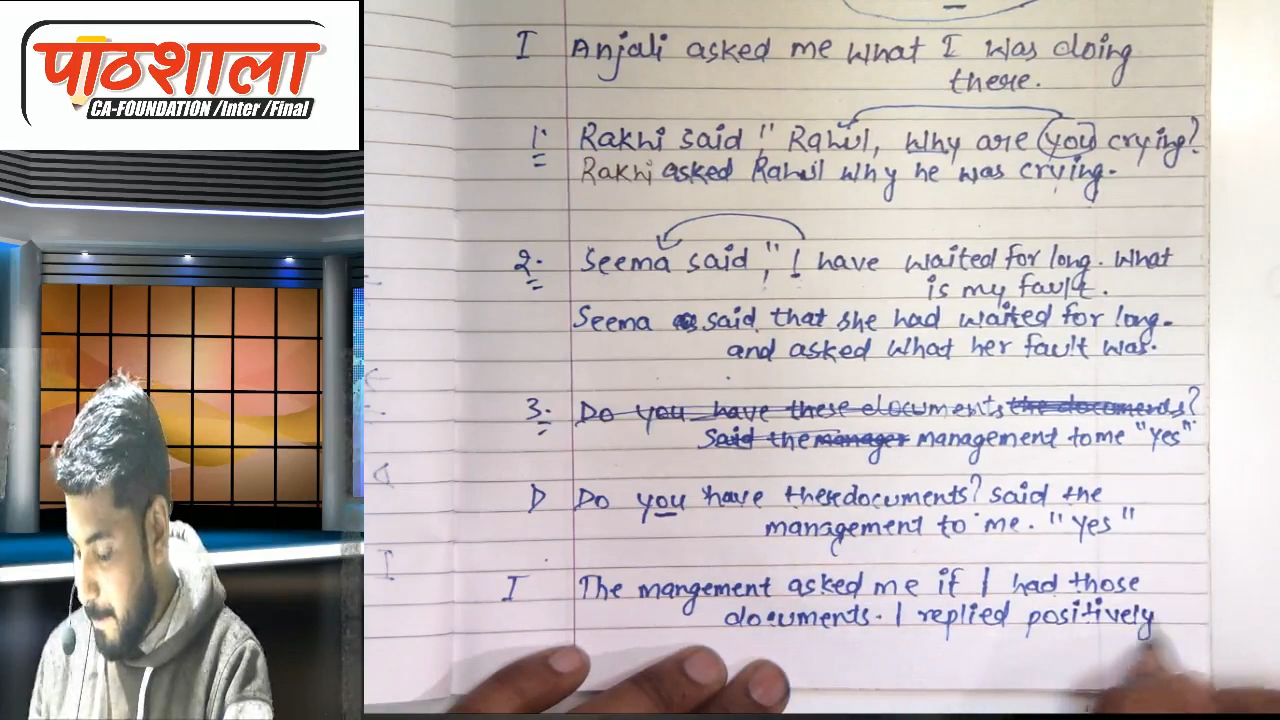 पाठशाला
CA-FOUNDATION /Inter /Final
I Anjali asked me what I was doing
there.
1. Rakhi said " Rahul, why are you crying?
Rakhi asked Rahul why he was crying.
2. Seema said, " I have waited for long. What
is my fault.
Seema said that she had waited for long.
and asked what her fault was.
3. Do you have these documents the documents?
Said the manager management to me "yes"
D Do you have these documents? said the
management to me. "yes"
I The mangement asked me if I had those
documents. I replied positively